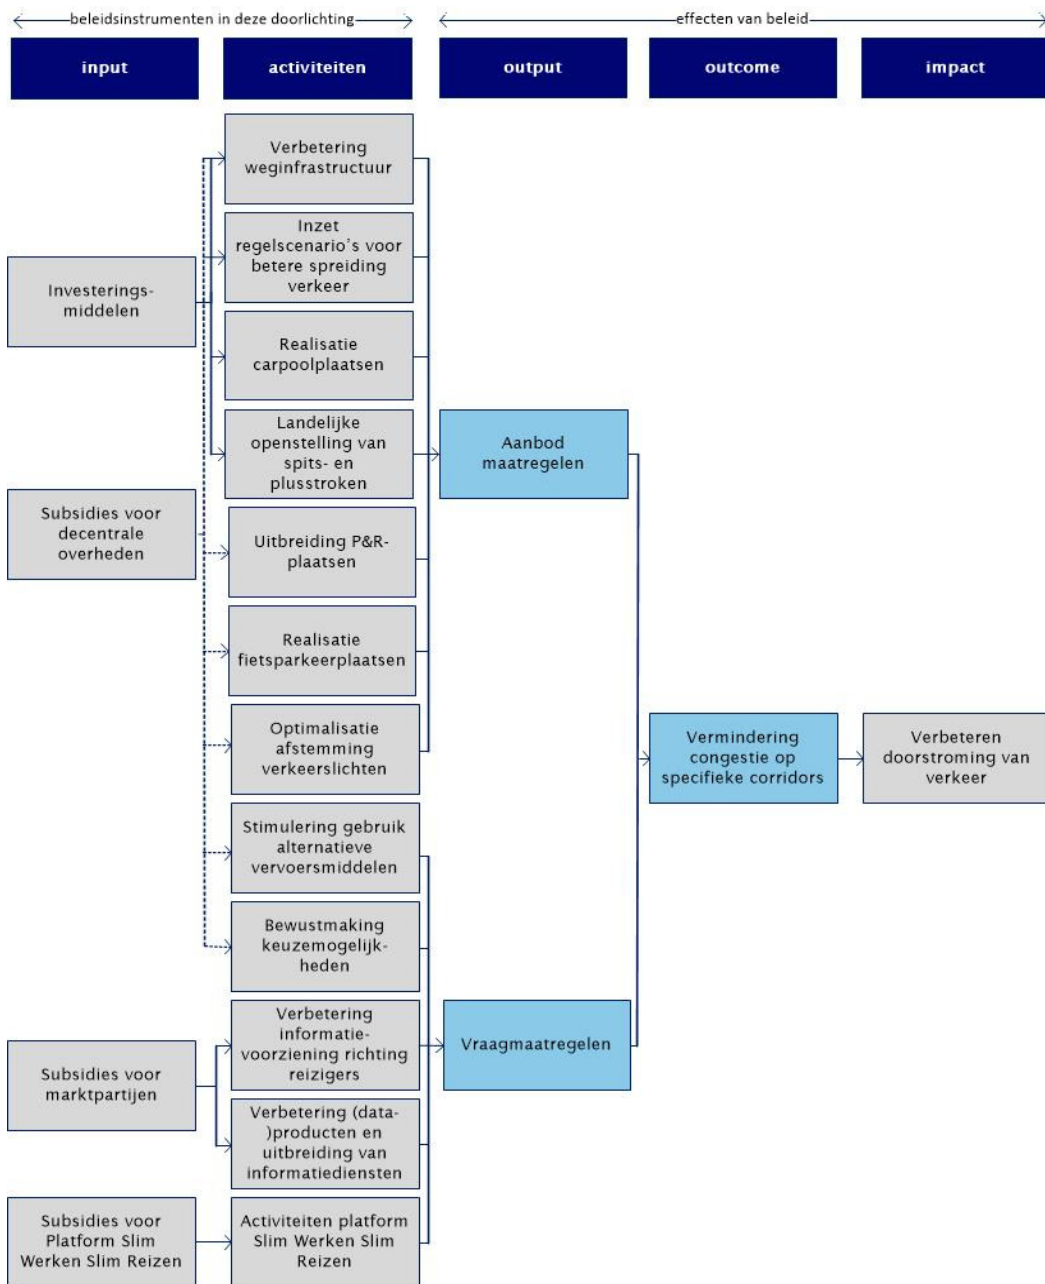 beleidsinstrumenten in deze doorlichting
effecten van beleid
input
activiteiten
output
outcome
impact
Verbetering
weginfrastructuur
Inzet
regelscenario's voor
betere spreiding
verkeer
Investerings-
middelen
Realisatie
carpoolplaatsen
Landelijke
openstelling van
spits- en
plusstroken
Aanbod
maatregelen
Subsidies voor
decentrale
overheden
Uitbreiding P&R-
plaatsen
Realisatie
fietsparkeerplaatsen
Optimalisatie
afstemming
verkeerslichten
Vermindering
congestie op
specifieke corridors
Verbeteren
doorstroming van
verkeer
Stimulering gebruik
alternatieve
vervoersmiddelen
Bewustmaking
keuzemogelijk-
heden
Verbetering
informatie-
voorziening richting
reizigers
Vraagmaatregelen
Subsidies voor
marktpartijen
Verbetering (data-
)producten en
uitbreiding van
informatiediensten
Subsidies voor
Platform Slim
Werken Slim Reizen
Activiteiten platform
Slim Werken Slim
Reizen